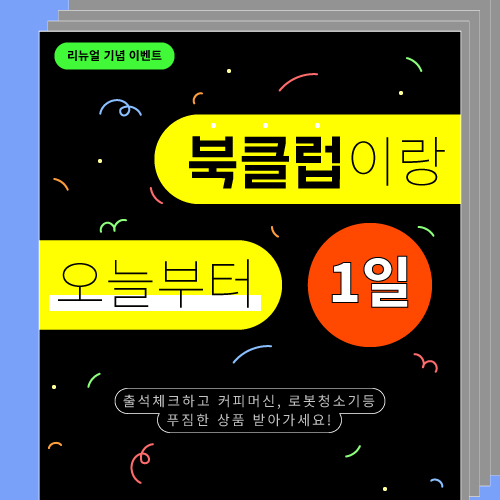 리뉴얼 기념 이벤트
북클럽이랑
오늘부터 1일
출석체크하고 커피머신, 로봇청소기등
푸짐한 상품 받아가세요!